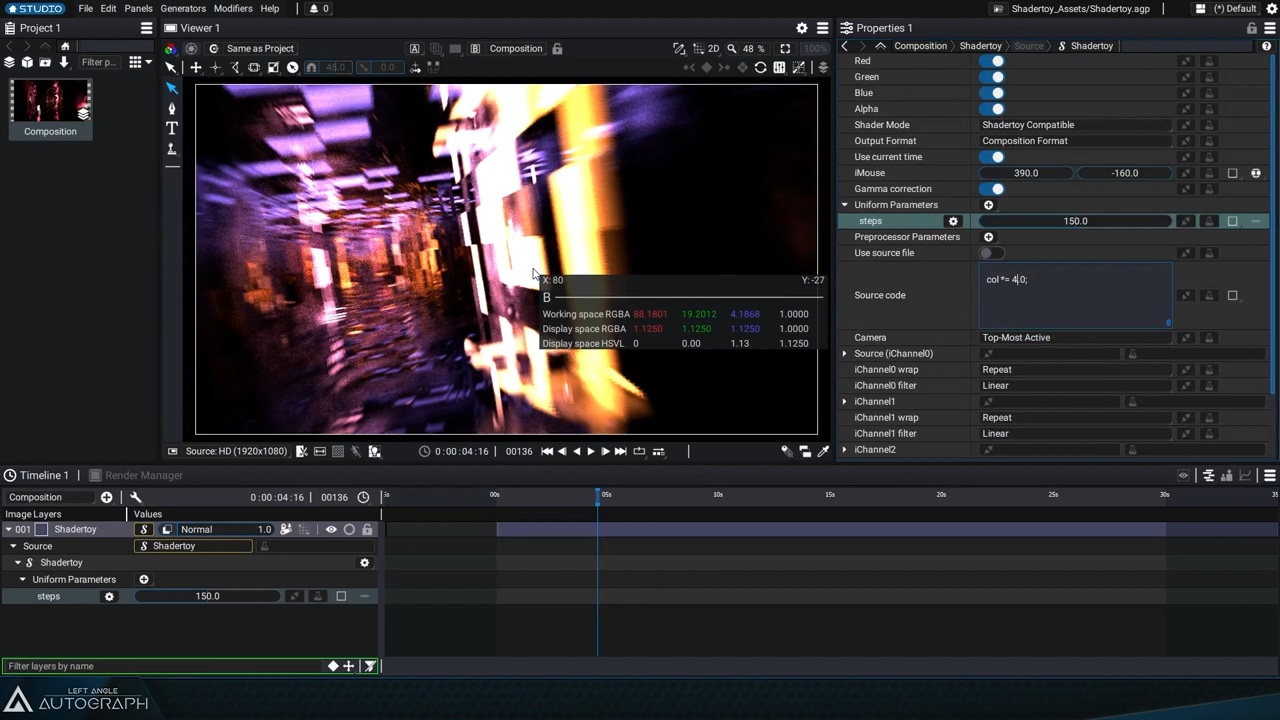 STUDIO File Edit Panels Generators Modifiers Help 0 Shadertoy_Assets/Shadertoy.agp (*) Default
Project 1
Filter p
Composition
Viewer 1
Same as Project A B Composition 2D 48 % 100%
45.0 0.0
X: 80 Y: -27
B
Working space RGBA 88.1801 19.2012 4.1868 1.0000
Display space RGBA 1.1250 1.1250 1.1250 1.0000
Display space HSVL 0 0.00 1.13 1.1250
Source: HD (1920x1080) 0:00:04:16 00136
Properties 1
Composition Shadertoy Source Shadertoy
Red
Green
Blue
Alpha
Shader Mode Shadertoy Compatible
Output Format Composition Format
Use current time
iMouse 390.0 -160.0
Gamma correction
Uniform Parameters
steps 150.0
Preprocessor Parameters
Use source file
Source code col *= 4.0;
Camera Top-Most Active
Source (iChannel0)
iChannel0 wrap Repeat
iChannel0 filter Linear
iChannel1
iChannel1 wrap Repeat
iChannel1 filter Linear
iChannel2
Timeline 1 Render Manager
Composition 0:00:04:16 00136 00s 05s 10s 15s 20s 25s 30s 35
Image Layers Values
001 Shadertoy Normal 1.0
Source Shadertoy
Shadertoy
Uniform Parameters
steps 150.0
Filter layers by name
LEFT ANGLE
AUTOGRAPH